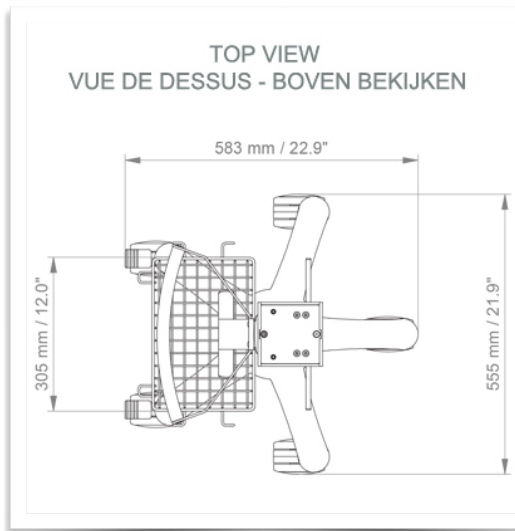 TOP VIEW
VUE DE DESSUS - BOVEN BEKIJKEN
583 mm / 22.9"
305 mm / 12.0"
555 mm / 21.9"